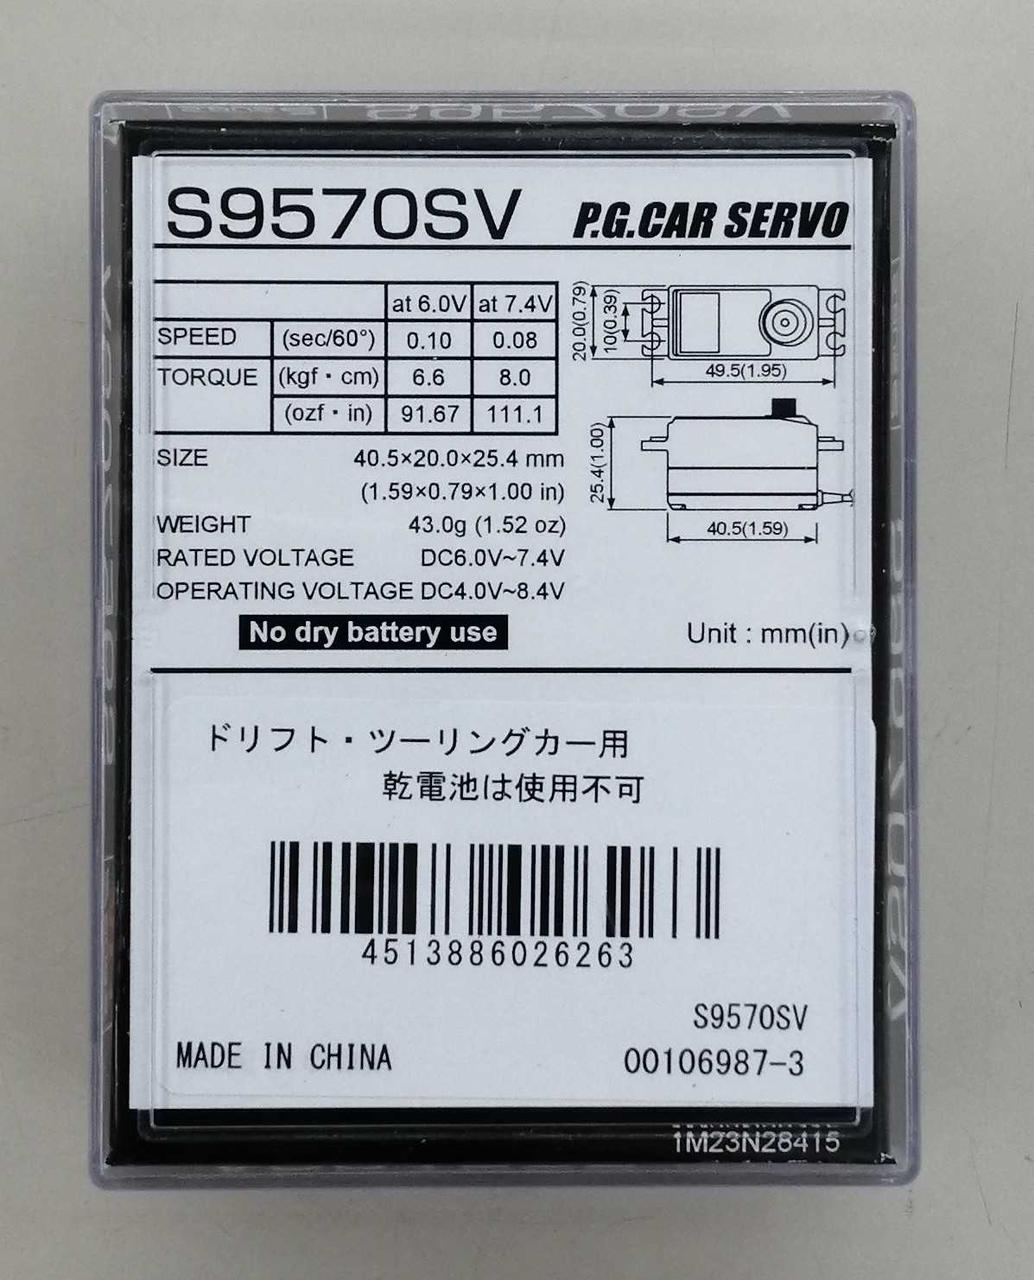 S9570SV P.G.CAR SERVO
at 6.0V at 7.4V
SPEED (sec/60°) 0.10 0.08
TORQUE (kgf・cm) 6.6 8.0
(ozf・in) 91.67 111.1
20.0(0.79)
10(0.39)
49.5(1.95)
25.4(1.00)
40.5(1.59)
SIZE 40.5×20.0×25.4 mm
(1.59×0.79×1.00 in)
WEIGHT 43.0g (1.52 oz)
RATED VOLTAGE DC6.0V~7.4V
OPERATING VOLTAGE DC4.0V~8.4V
No dry battery use
Unit : mm(in)
ドリフト・ツーリングカー用
乾電池は使用不可
4513886026263
S9570SV
MADE IN CHINA 00106987-3
1M23N28415